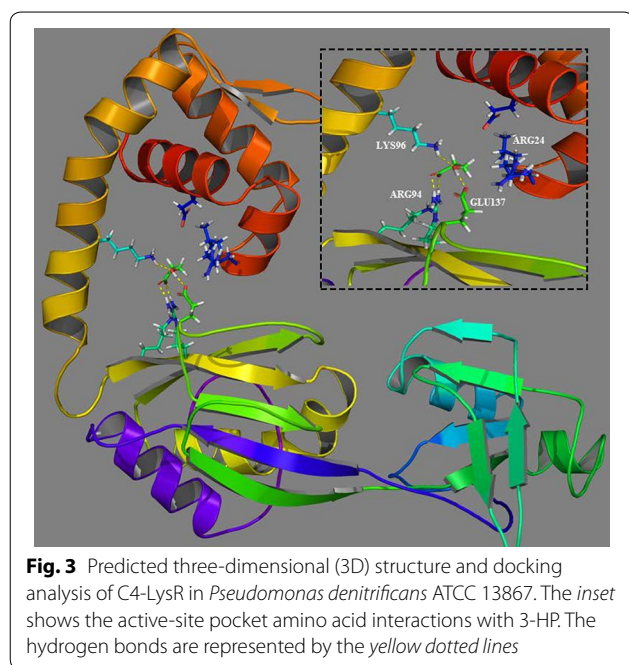 LYS96
ARG24
ARG94
GLU137
Fig. 3 Predicted three-dimensional (3D) structure and docking
analysis of C4-LysR in Pseudomonas denitrificans ATCC 13867. The inset
shows the active-site pocket amino acid interactions with 3-HP. The
hydrogen bonds are represented by the yellow dotted lines